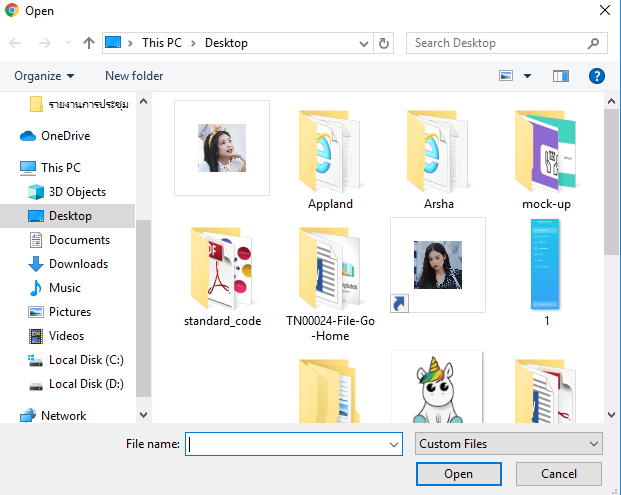 Open
This PC
Desktop
Search Desktop
Organize
New folder
รายงานการประชุม
OneDrive
This PC
3D Objects
Desktop
Documents
Downloads
Music
Pictures
Videos
Local Disk (C:)
Local Disk (D:)
Network
Appland
Arsha
mock-up
standard_code
TN00024-File-Go
-Home
1
File name:
Custom Files
Open
Cancel